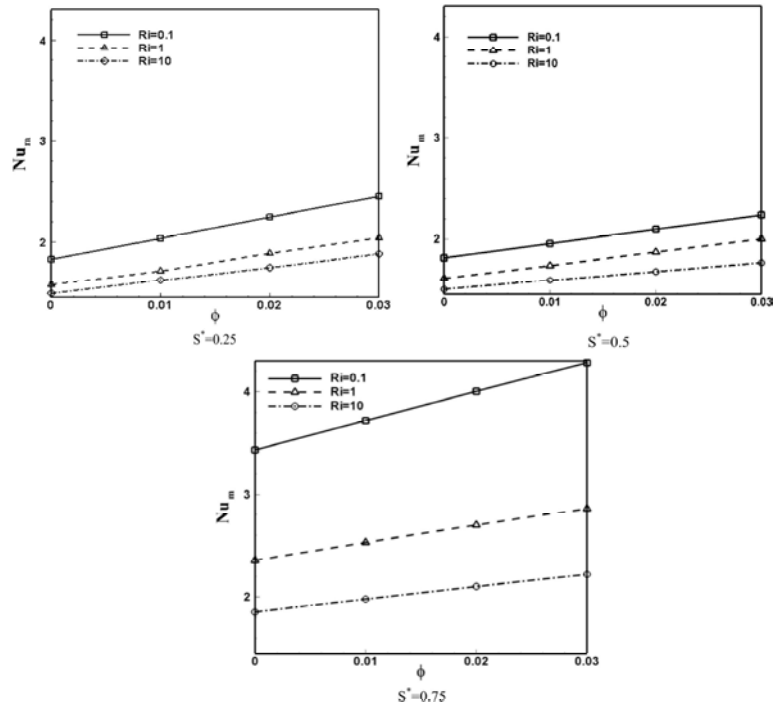 4
Ri=0.1
Ri=1
Ri=10
3
Nu_m
2
0 0.01 0.02 0.03
ϕ
S*=0.25
4
Ri=0.1
Ri=1
Ri=10
3
Nu_m
2
0 0.01 0.02 0.03
ϕ
S*=0.5
Ri=0.1
4
Ri=1
Ri=10
3
Nu_m
2
0 0.01 0.02 0.03
ϕ
S*=0.75